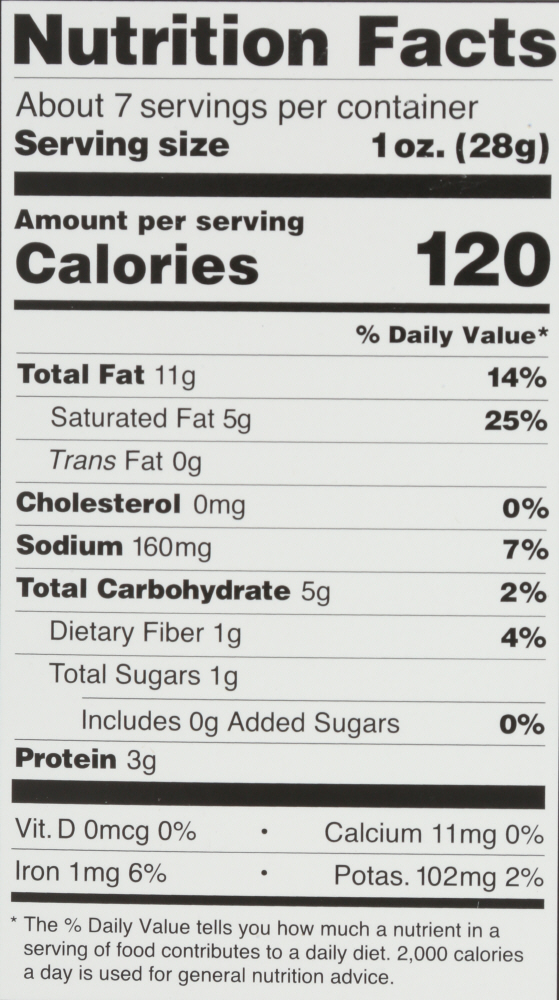 Nutrition Facts
About 7 servings per container
Serving size 1 oz. (28g)
Amount per serving
Calories 120
% Daily Value*
Total Fat 11g 14%
Saturated Fat 5g 25%
Trans Fat 0g
Cholesterol 0mg 0%
Sodium 160mg 7%
Total Carbohydrate 5g 2%
Dietary Fiber 1g 4%
Total Sugars 1g
Includes 0g Added Sugars 0%
Protein 3g
Vit. D 0mcg 0% • Calcium 11mg 0%
Iron 1mg 6% • Potas. 102mg 2%
* The % Daily Value tells you how much a nutrient in a
serving of food contributes to a daily diet. 2,000 calories
a day is used for general nutrition advice.